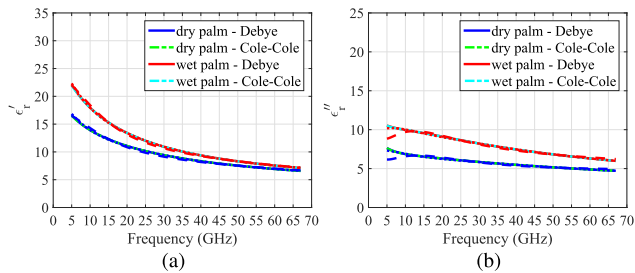 35
30
25
20
15
10
5
0
ϵ'r
dry palm - Debye
dry palm - Cole-Cole
wet palm - Debye
wet palm - Cole-Cole
0 5 10 15 20 25 30 35 40 45 50 55 60 65 70
Frequency (GHz)
(a)
25
20
15
10
5
0
ϵ''r
dry palm - Debye
dry palm - Cole-Cole
wet palm - Debye
wet palm - Cole-Cole
0 5 10 15 20 25 30 35 40 45 50 55 60 65 70
Frequency (GHz)
(b)